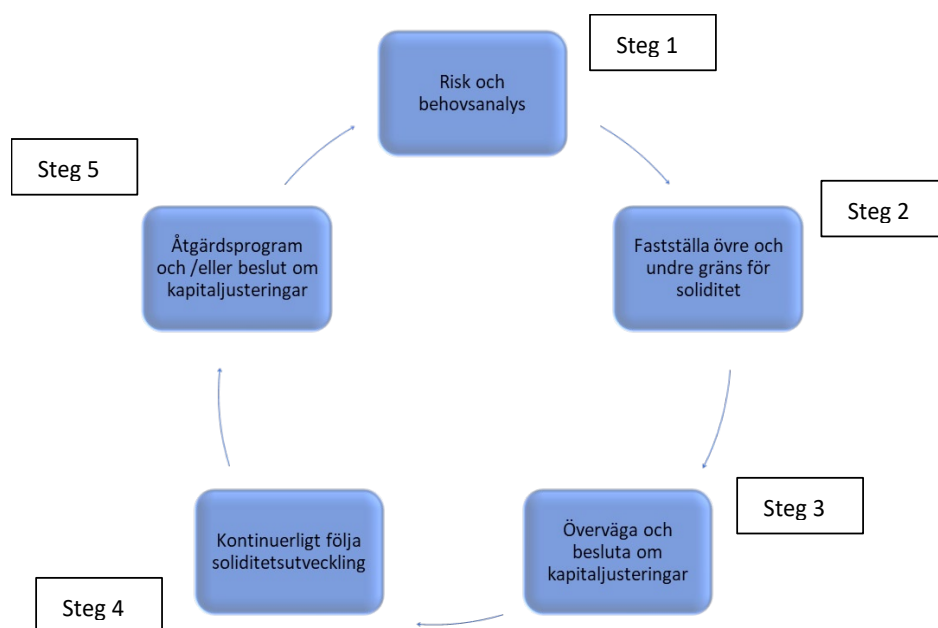 Steg 1
Risk och
behovsanalys
Steg 2
Fastställa övre och
undre gräns för
soliditet
Steg 3
Överväga och
besluta om
kapitaljusteringar
Steg 4
Kontinuerligt följa
soliditetsutveckling
Steg 5
Åtgärdsprogram
och /eller beslut om
kapitaljusteringar